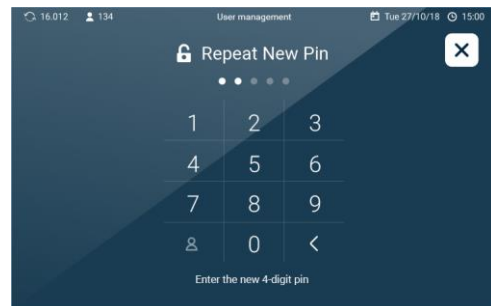 16.012 134 User management Tue 27/10/18 15:00
Repeat New Pin
1 2 3
4 5 6
7 8 9
0
Enter the new 4-digit pin